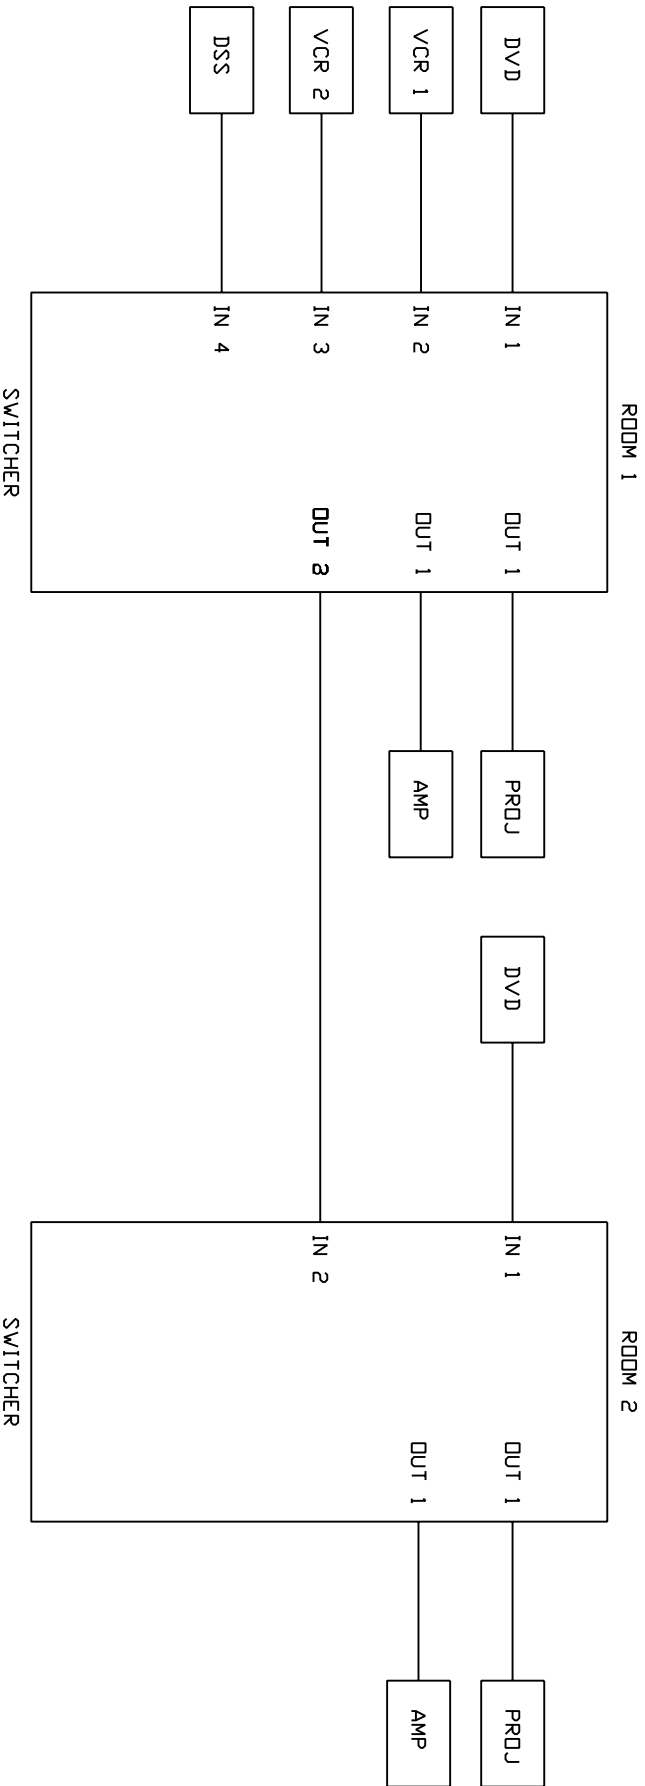 ROOM 1
ROOM 2
DVD
IN 1
OUT 1
PROJ
DVD
IN 1
OUT 1
PROJ
VCR 1
IN 2
OUT 1
AMP
OUT 1
AMP
VCR 2
IN 3
OUT 2
IN 2
DSS
IN 4
SWITCHER
SWITCHER